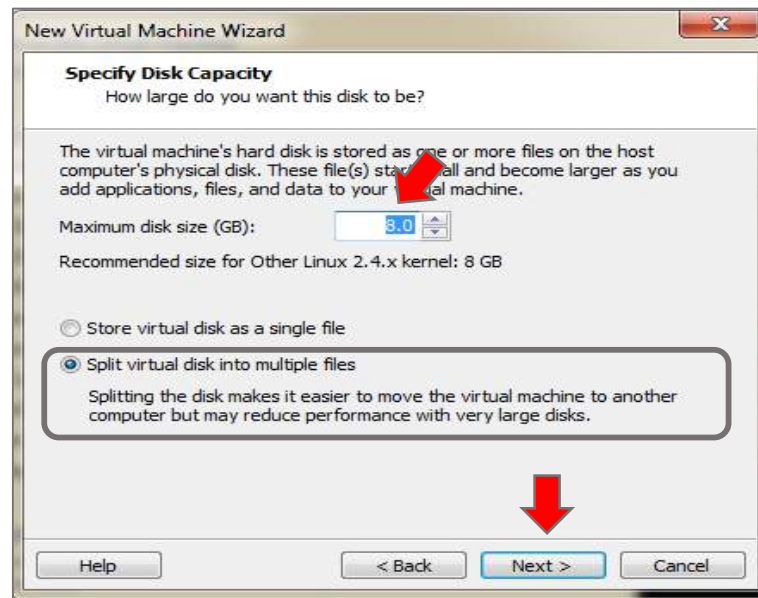 New Virtual Machine Wizard
Specify Disk Capacity
How large do you want this disk to be?
The virtual machine's hard disk is stored as one or more files on the host
computer's physical disk. These file(s) start small and become larger as you
add applications, files, and data to your virtual machine.
Maximum disk size (GB): 8.0
Recommended size for Other Linux 2.4.x kernel: 8 GB
Store virtual disk as a single file
Split virtual disk into multiple files
Splitting the disk makes it easier to move the virtual machine to another
computer but may reduce performance with very large disks.
Help < Back Next > Cancel